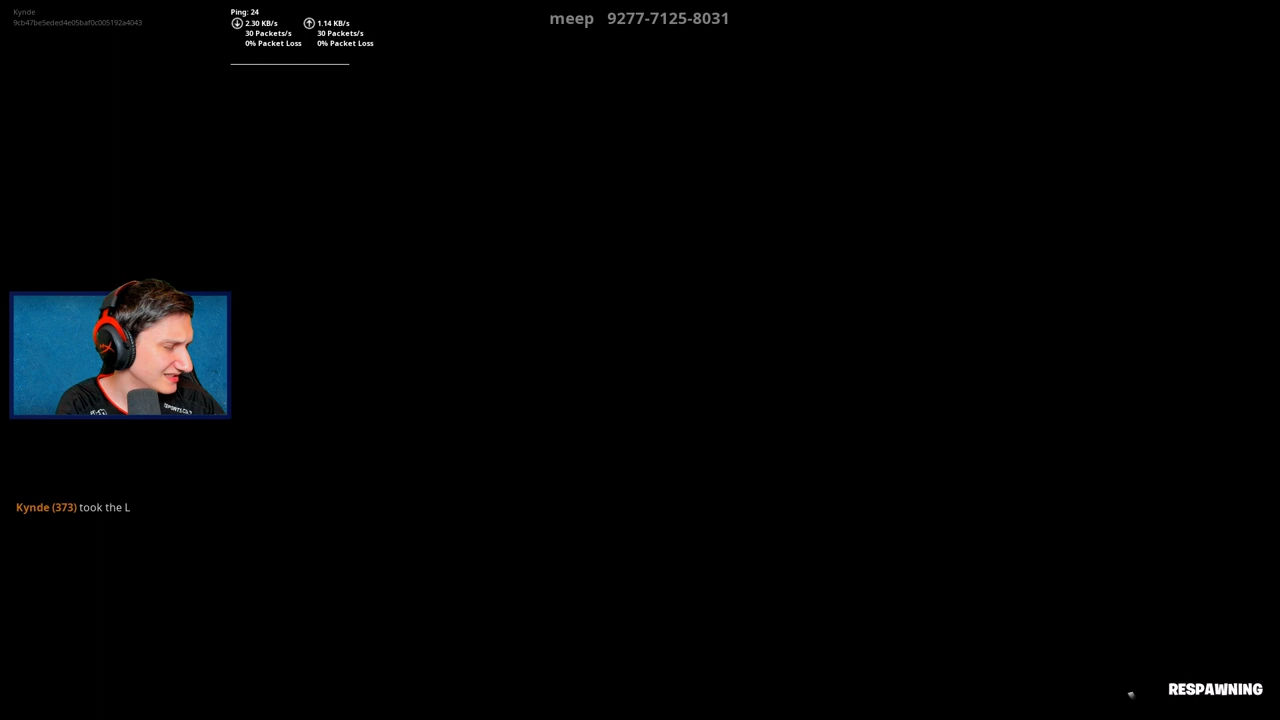 Kynde
9cb47be5eded4e05baf0c005192a4043
Ping: 24
2.30 KB/s
30 Packets/s
0% Packet Loss
1.14 KB/s
30 Packets/s
0% Packet Loss
meep 9277-7125-8031
Kynde (373) took the L
RESPAWNING